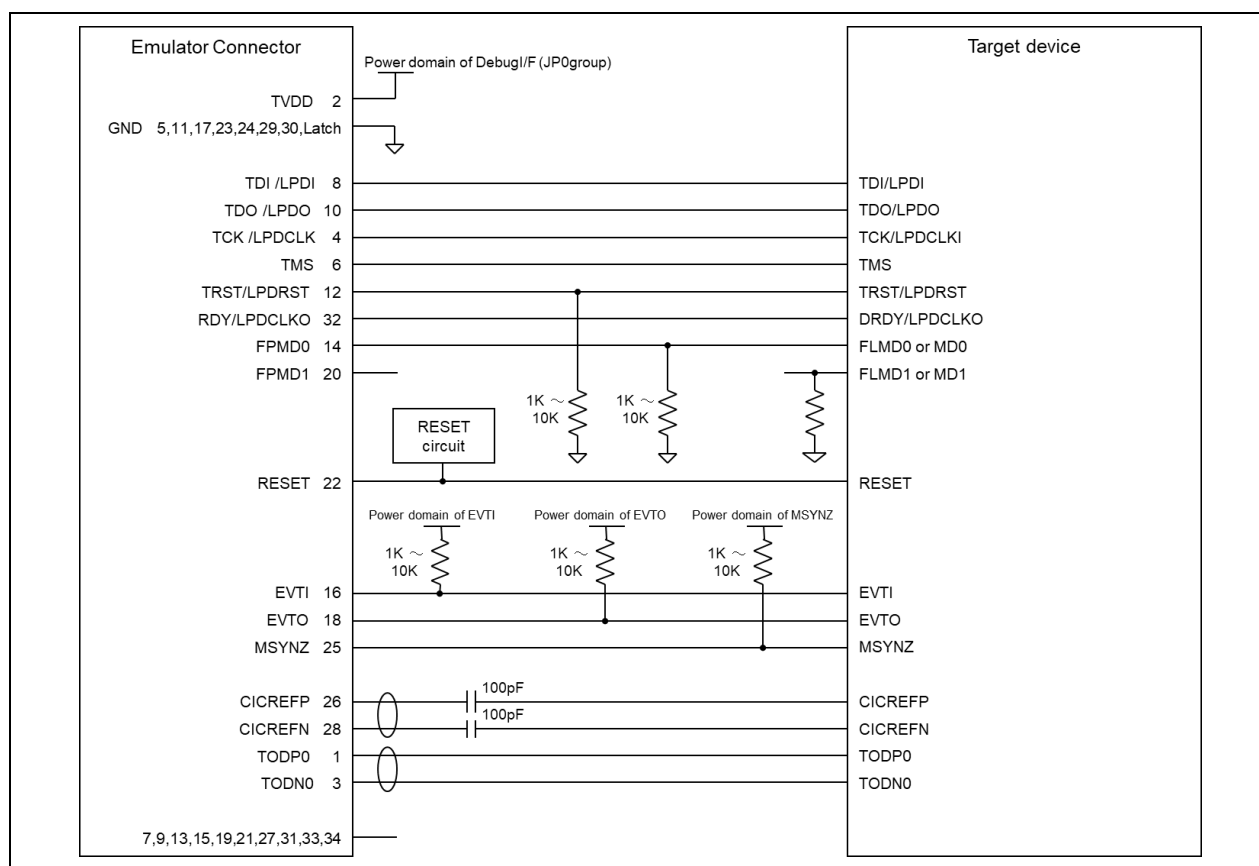 Emulator Connector
Target device
Power domain of DebugI/F (JP0group)
TVDD 2
GND 5,11,17,23,24,29,30,Latch
TDI /LPDI 8 TDI/LPDI
TDO /LPDO 10 TDO/LPDO
TCK /LPDCLK 4 TCK/LPDCLKI
TMS 6 TMS
TRST/LPDRST 12 TRST/LPDRST
RDY/LPDCLKO 32 DRDY/LPDCLKO
FPMD0 14 FLMD0 or MD0
FPMD1 20 FLMD1 or MD1
1K ～
10K
1K ～
10K
RESET
circuit
RESET 22 RESET
Power domain of EVTI
Power domain of EVTO
Power domain of MSYNZ
1K ～
10K
1K ～
10K
1K ～
10K
EVTI 16 EVTI
EVTO 18 EVTO
MSYNZ 25 MSYNZ
100pF
CICREFP 26 CICREFP
100pF
CICREFN 28 CICREFN
TODP0 1 TODP0
TODN0 3 TODN0
7,9,13,15,19,21,27,31,33,34